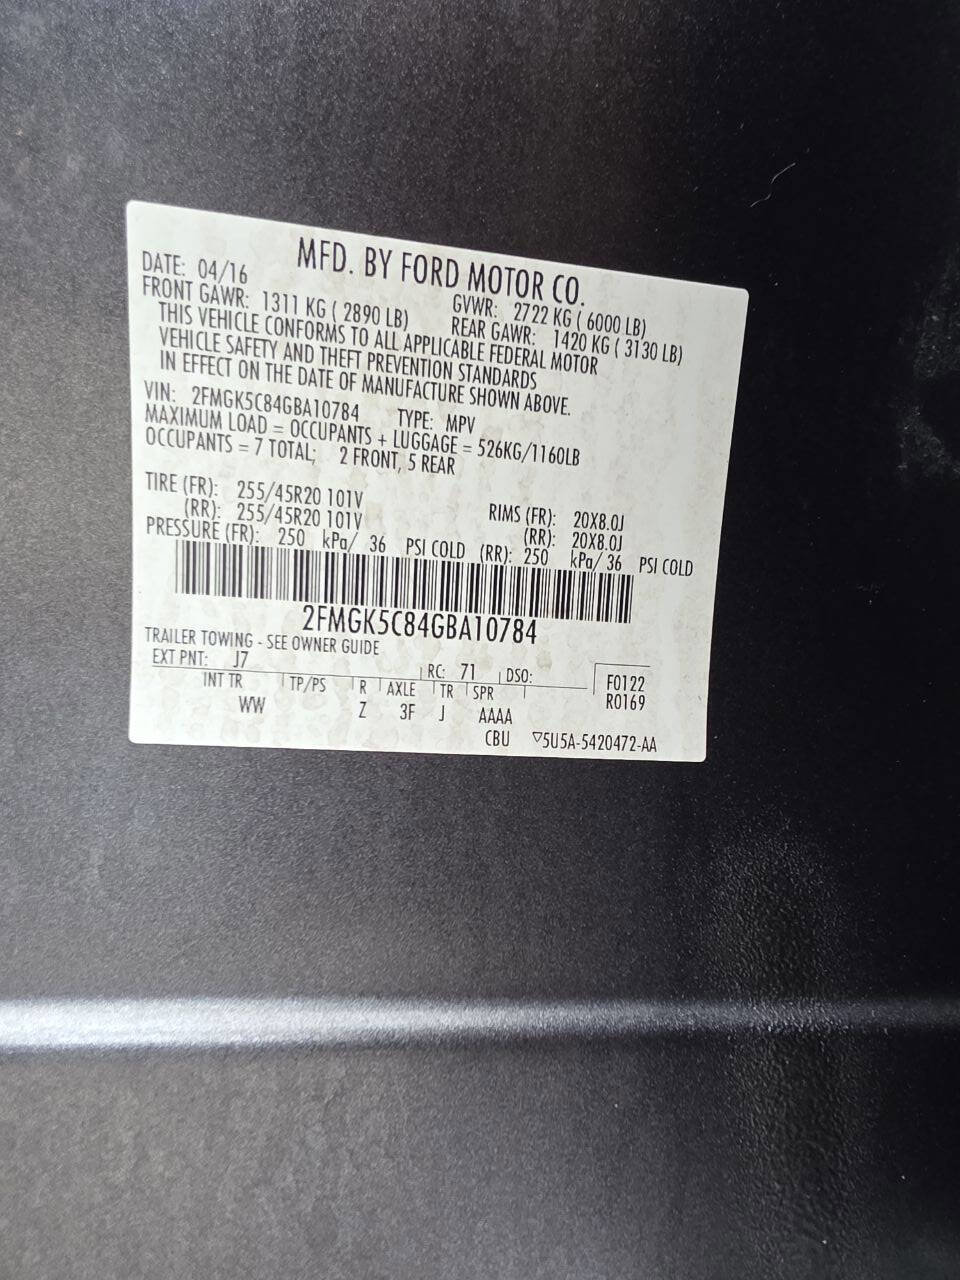 MFD. BY FORD MOTOR CO.
DATE: 04/16 GVWR: 2722 KG ( 6000 LB)
FRONT GAWR: 1311 KG ( 2890 LB) REAR GAWR: 1420 KG ( 3130 LB)
THIS VEHICLE CONFORMS TO ALL APPLICABLE FEDERAL MOTOR
VEHICLE SAFETY AND THEFT PREVENTION STANDARDS
IN EFFECT ON THE DATE OF MANUFACTURE SHOWN ABOVE.
VIN: 2FMGK5C84GBA10784 TYPE: MPV
MAXIMUM LOAD = OCCUPANTS + LUGGAGE = 526KG/1160LB
OCCUPANTS = 7 TOTAL; 2 FRONT, 5 REAR
TIRE (FR): 255/45R20 101V RIMS (FR): 20X8.0J
(RR): 255/45R20 101V (RR): 20X8.0J
PRESSURE (FR): 250 kPa/ 36 PSI COLD (RR): 250 kPa/ 36 PSI COLD
2FMGK5C84GBA10784
TRAILER TOWING - SEE OWNER GUIDE
EXT PNT: J7 RC: 71 DSO: F0122
INT TR TP/PS R AXLE TR SPR R0169
WW Z 3F J AAAA
CBU ▽5U5A-5420472-AA